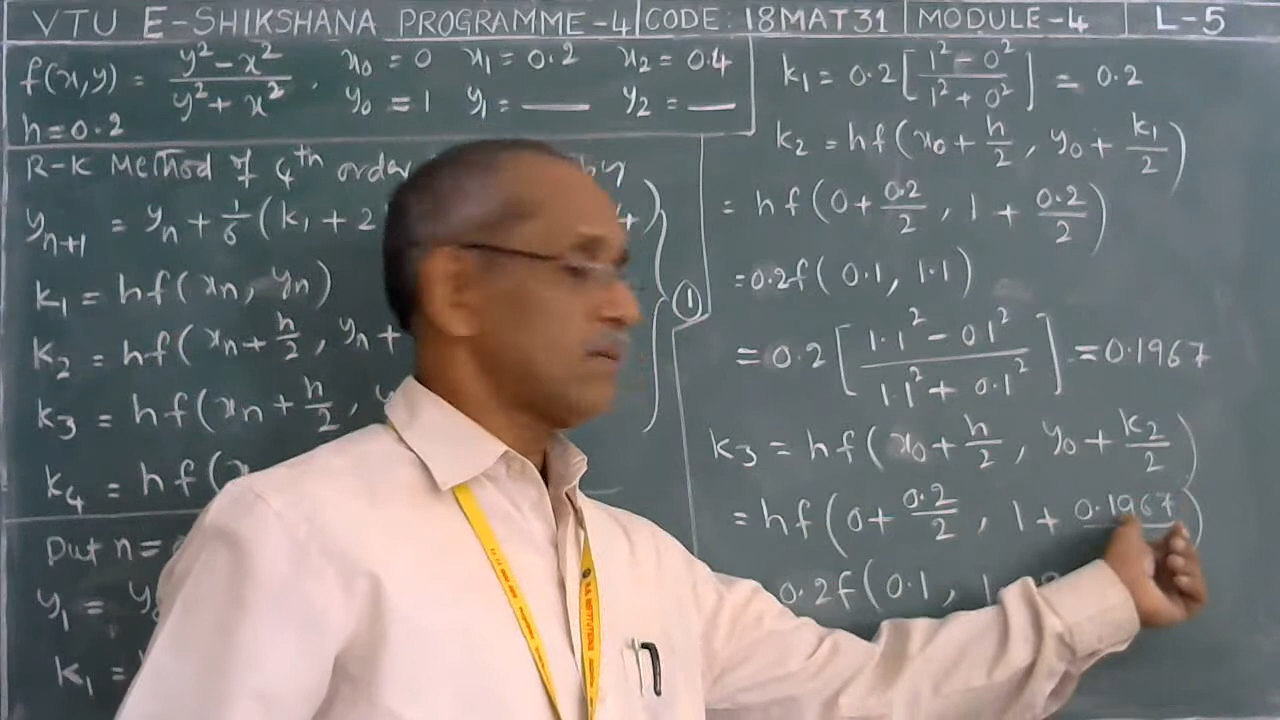 VTU E-SHIKSHANA PROGRAMME-4 CODE: 18MAT31 MODULE-4 L-5
f(x,y) = (y² - x²)/(y² + x²), x₀ = 0 x₁ = 0.2 x₂ = 0.4
y₀ = 1 y₁ = ___ y₂ = ___
h = 0.2
R-K Method of 4th order by
yₙ₊₁ = yₙ + 1/6 (k₁ + 2
k₁ = hf(xₙ, yₙ)
k₂ = hf(xₙ + h/2, yₙ +
k₃ = hf(xₙ + h/2,
k₄ = hf(
①
Put n =
y₁ =
k₁ =
k₁ = 0.2[(1² - 0²)/(1² + 0²)] = 0.2
k₂ = hf(x₀ + h/2, y₀ + k₁/2)
= hf(0 + 0.2/2, 1 + 0.2/2)
= 0.2f(0.1, 1.1)
= 0.2[(1.1² - 0.1²)/(1.1² + 0.1²)] = 0.1967
k₃ = hf(x₀ + h/2, y₀ + k₂/2)
= hf(0 + 0.2/2, 1 + 0.1967
0.2f(0.1, 1